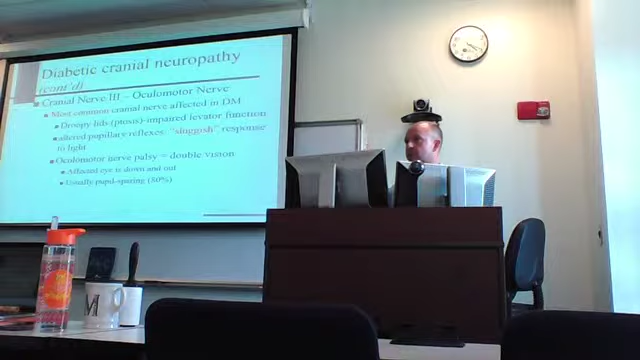 Diabetic cranial neuropathy
(cont'd)
Cranial Nerve III – Oculomotor Nerve
Most common cranial nerve affected in DM
Droopy lids (ptosis)-impaired levator function
altered pupillary reflexes: "sluggish" response
to light
Oculomotor nerve palsy = double vision
Affected eye is down and out
Usually pupil-sparing (80%)
M